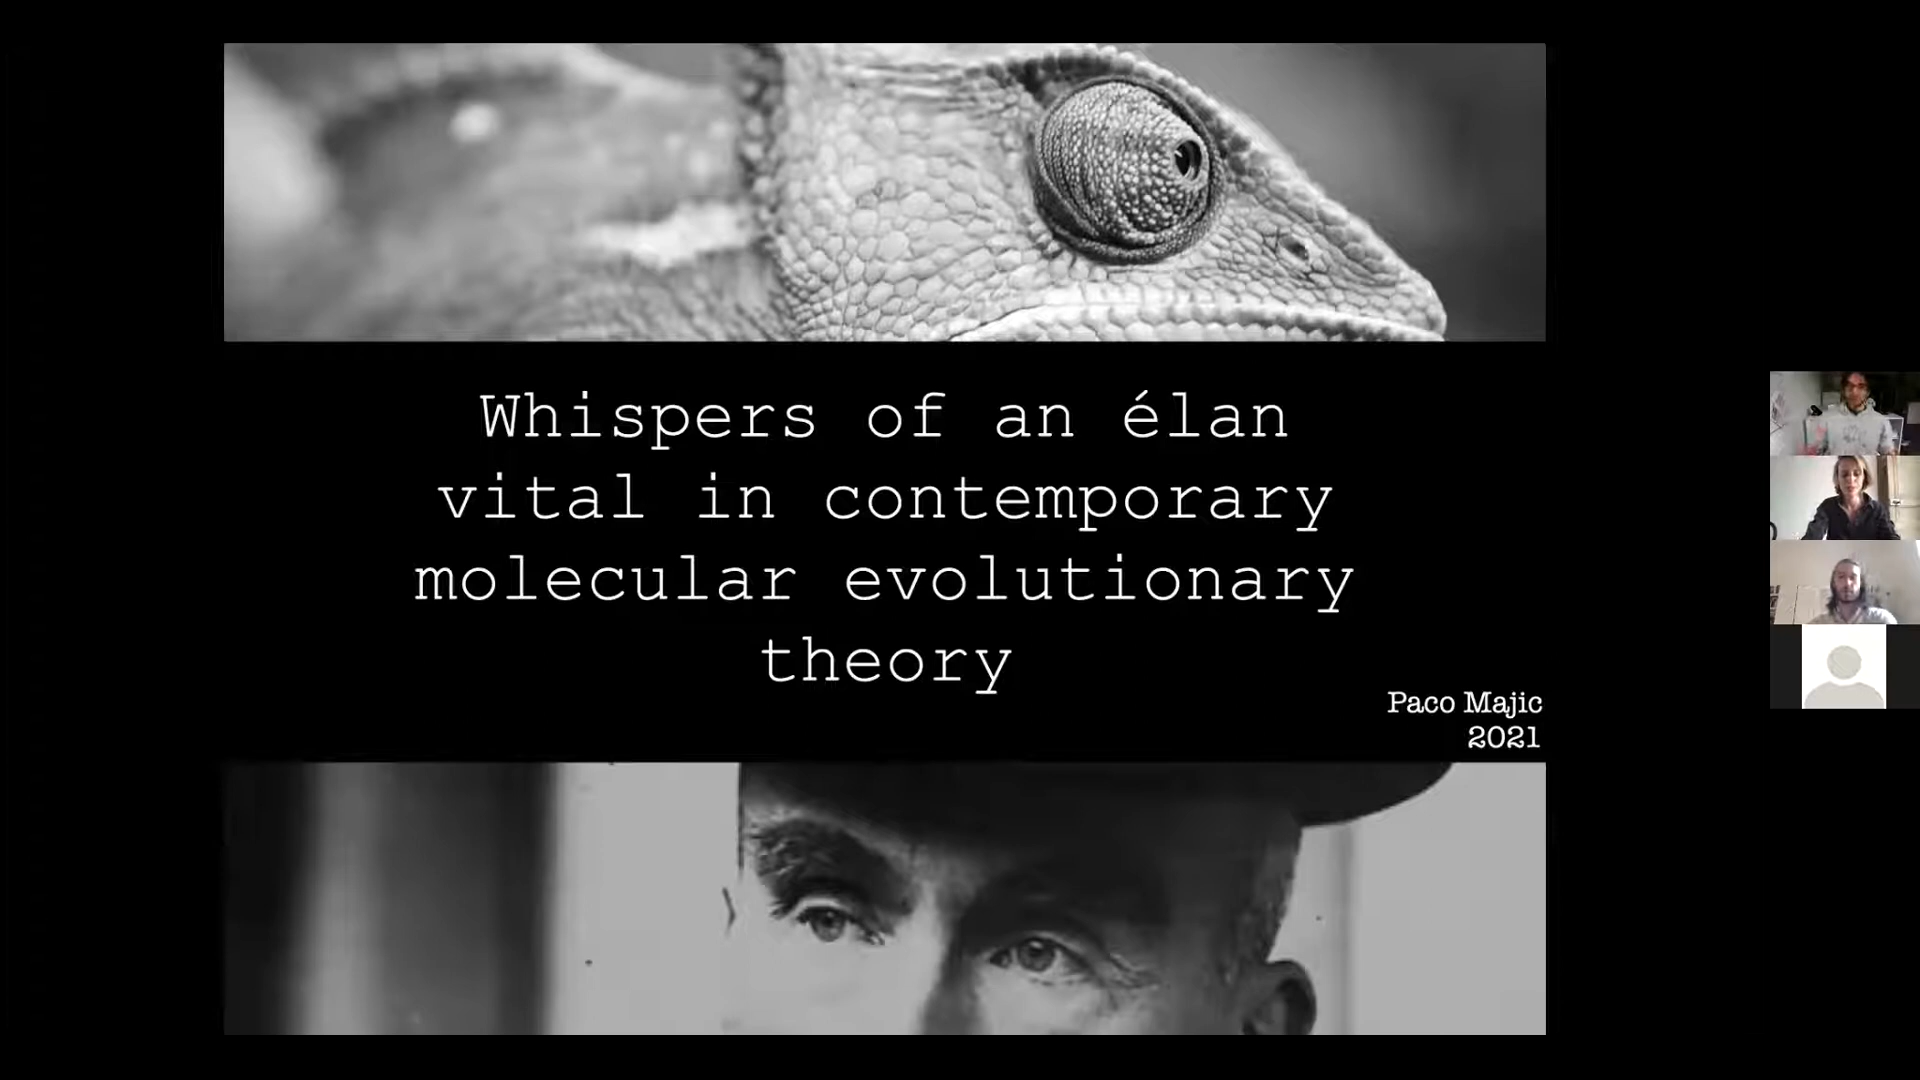 Whispers of an élan
vital in contemporary
molecular evolutionary
theory
Paco Majic
2021